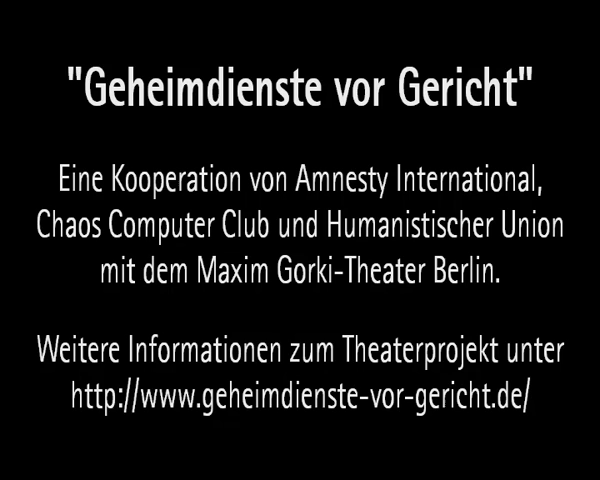 "Geheimdienste vor Gericht"
Eine Kooperation von Amnesty International,
Chaos Computer Club und Humanistischer Union
mit dem Maxim Gorki-Theater Berlin.
Weitere Informationen zum Theaterprojekt unter
http://www.geheimdienste-vor-gericht.de/